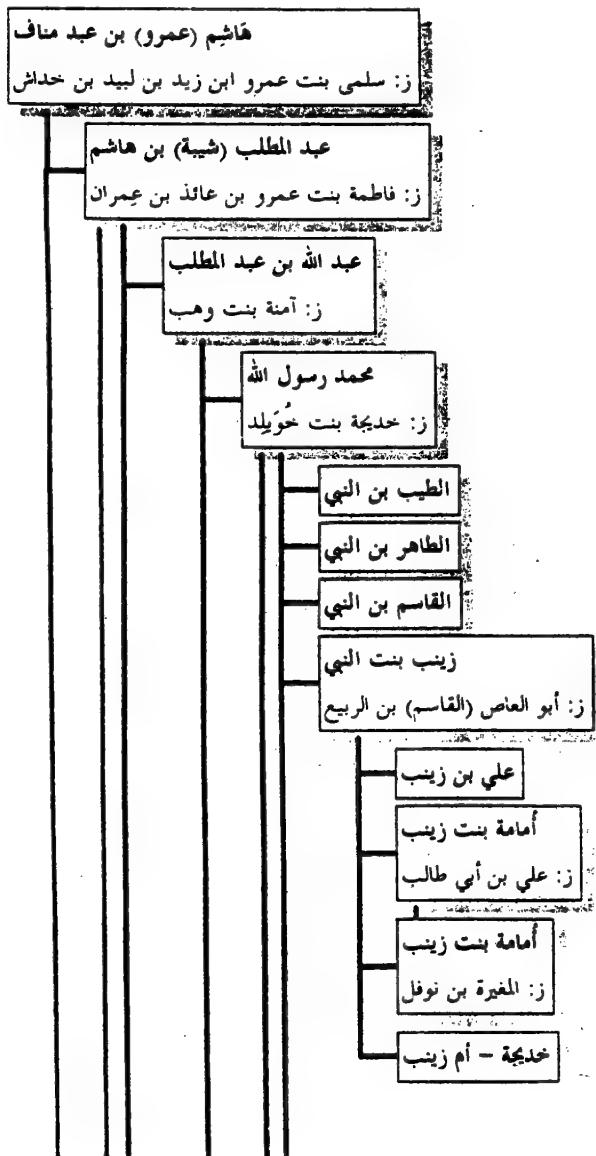 هَاشِم (عمرو) بن عبد مناف
ز: سلمى بنت عمرو ابن زيد بن لبيد بن خداش
عبد المطلب (شيبة) بن هاشم
ز: فاطمة بنت عمرو بن عائذ بن عِمران
عبد الله بن عبد المطلب
ز: آمنة بنت وهب
محمد رسول الله
ز: خديجة بنت خُوَيلِد
الطيب بن النبي
الطاهر بن النبي
القاسم بن النبي
زينب بنت النبي
ز: أبو العاص (القاسم) بن الربيع
علي بن زينب
أُمامة بنت زينب
ز: علي بن أبي طالب
أُمامة بنت زينب
ز: المغيرة بن نوفل
خديجة – أم زينب